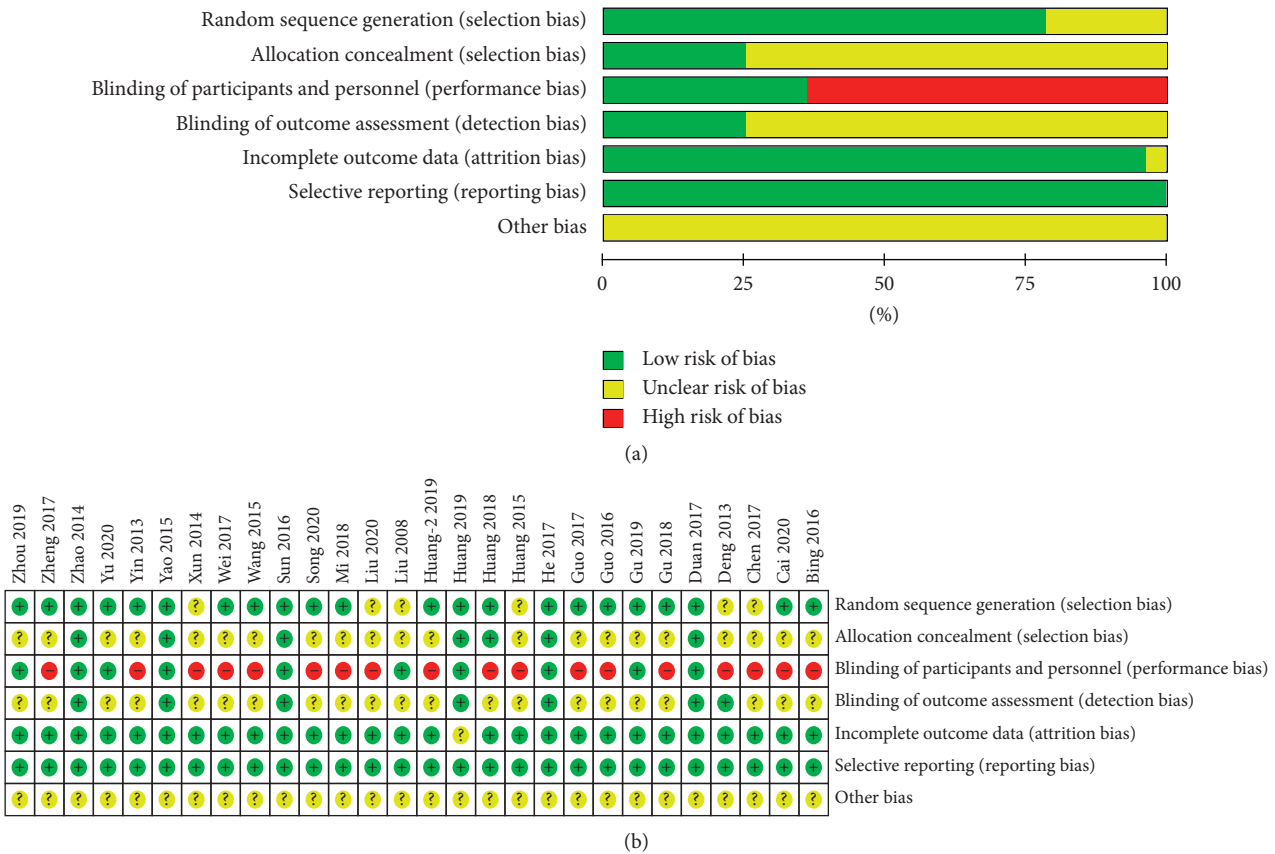 Random sequence generation (selection bias)
Allocation concealment (selection bias)
Blinding of participants and personnel (performance bias)
Blinding of outcome assessment (detection bias)
Incomplete outcome data (attrition bias)
Selective reporting (reporting bias)
Other bias
0 25 50 75 100
(%)
Low risk of bias
Unclear risk of bias
High risk of bias
(a)
Zhou 2019
Zheng 2017
Zhao 2014
Yu 2020
Yin 2013
Yao 2015
Xun 2014
Wei 2017
Wang 2015
Sun 2016
Song 2020
Mi 2018
Liu 2020
Liu 2008
Huang-2 2019
Huang 2019
Huang 2018
Huang 2015
He 2017
Guo 2017
Guo 2016
Gu 2019
Gu 2018
Duan 2017
Deng 2013
Chen 2017
Cai 2020
Bing 2016
+ + + + + + ? + + + + + ? ? + + + ? + + + + + + ? ? + + Random sequence generation (selection bias)
? ? + ? ? + ? ? ? + ? ? ? ? ? + + ? + ? ? ? ? + ? ? ? ? Allocation concealment (selection bias)
+ − + + − + − − − + − − − + − + − − + − − + − + − − − − Blinding of participants and personnel (performance bias)
? ? + ? ? + ? ? ? + ? ? ? ? ? + ? ? + ? ? ? ? + + ? ? ? Blinding of outcome assessment (detection bias)
+ + + + + + + + + + + + + + + ? + + + + + + + + + + + + Incomplete outcome data (attrition bias)
+ + + + + + + + + + + + + + + + + + + + + + + + + + + + Selective reporting (reporting bias)
? ? ? ? ? ? ? ? ? ? ? ? ? ? ? ? ? ? ? ? ? ? ? ? ? ? ? ? Other bias
(b)